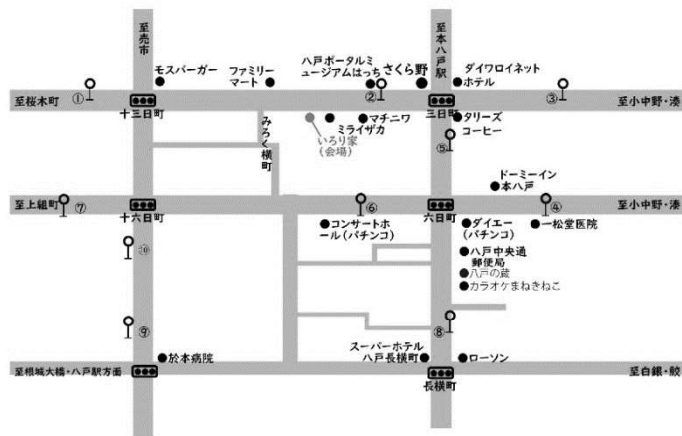 至売市
至本八戸駅
モスバーガー
ファミリー
マート
八戸ポータルミ
ュージアムはっち
さくら野
ダイワロイネット
ホテル
①
②
③
至桜木町
十三日町
三日町
至小中野・湊
みろく横町
いろり家
(会場)
ミライザカ
マチニワ
タリーズ
コーヒー
⑤
ドーミーイン
本八戸
至上組町
⑦
十六日町
⑥
六日町
④
至小中野・湊
コンサートホ
ール(パチンコ)
ダイエー
(パチンコ)
一松堂医院
⑩
八戸中央通
郵便局
八戸の蔵
カラオケまねきねこ
⑨
⑧
於本病院
スーパーホテル
八戸長横町
ローソン
至根城大橋・八戸駅方面
長横町
至白銀・鮫